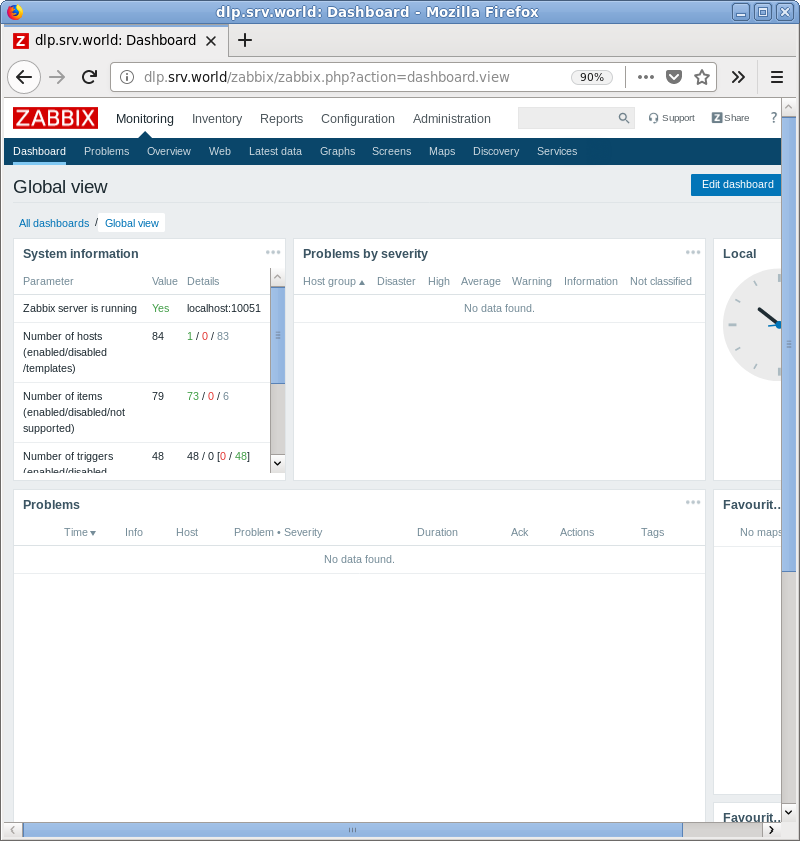 dlp.srv.world: Dashboard - Mozilla Firefox
dlp.srv.world: Dashboard
dlp.srv.world/zabbix/zabbix.php?action=dashboard.view 90%
ZABBIX Monitoring Inventory Reports Configuration Administration Support Z Share ?
Dashboard Problems Overview Web Latest data Graphs Screens Maps Discovery Services
Global view Edit dashboard
All dashboards / Global view
System information
Parameter Value Details
Zabbix server is running Yes localhost:10051
Number of hosts (enabled/disabled/templates) 84 1 / 0 / 83
Number of items (enabled/disabled/not supported) 79 73 / 0 / 6
Number of triggers (enabled/disabled 48 48 / 0 [0 / 48]
Problems by severity
Host group Disaster High Average Warning Information Not classified
No data found.
Local
Problems
Time Info Host Problem • Severity Duration Ack Actions Tags
No data found.
Favourit...
No maps
Favourit...